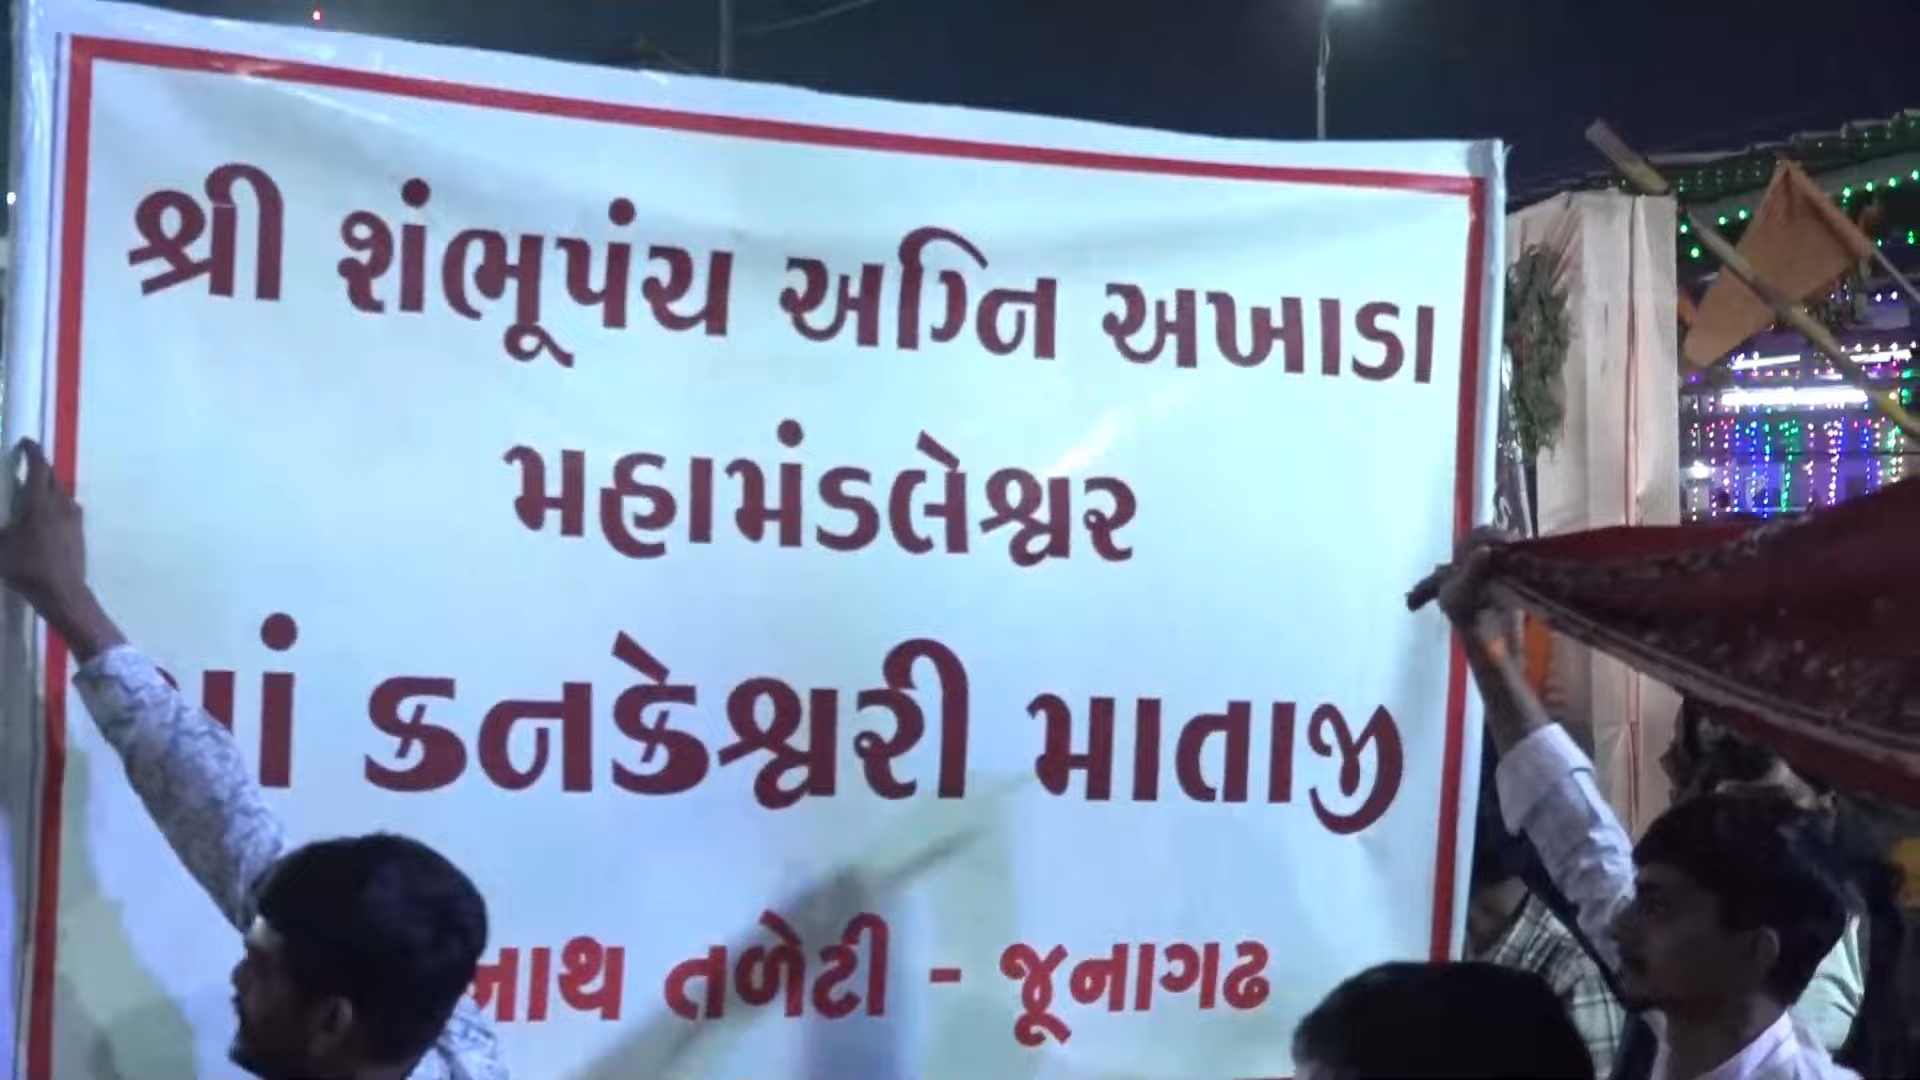 શ્રી શંભૂપંચ અગ્નિ અખાડા
મહામંડલેશ્વર
કનકેશ્વરી માતાજી
તળેટી - જૂનાગઢ